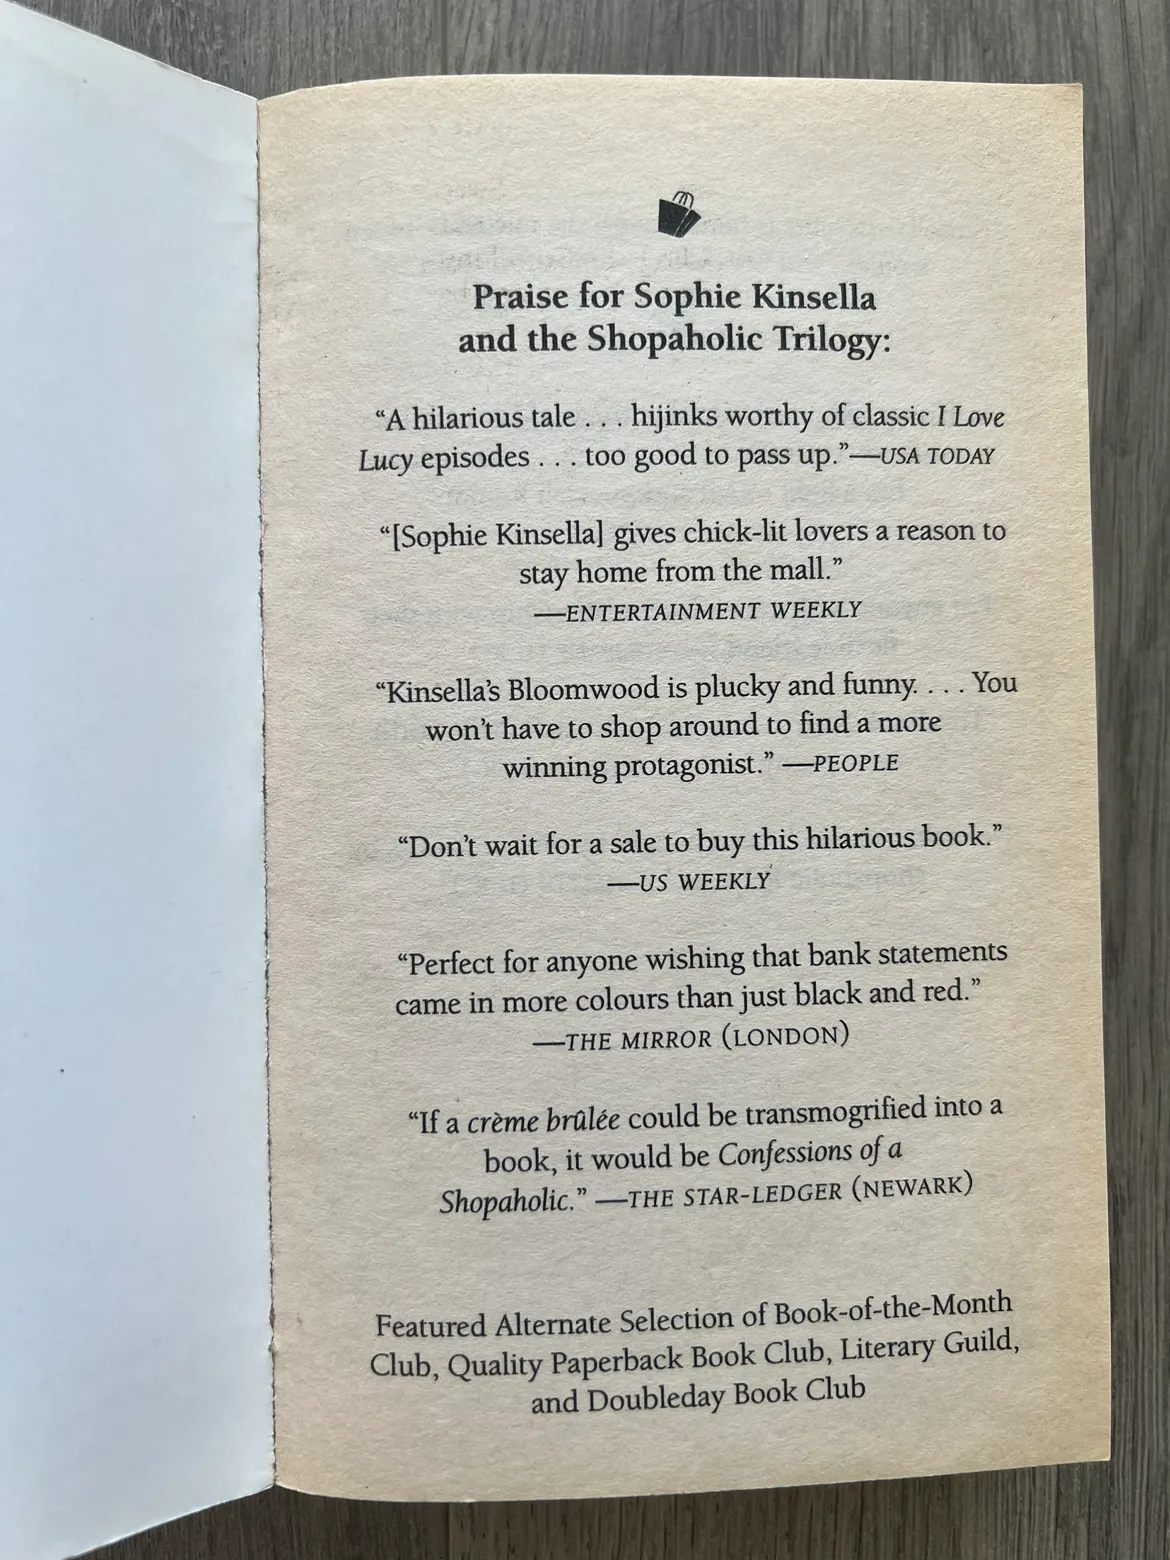 Praise for Sophie Kinsella
and the Shopaholic Trilogy:
“A hilarious tale . . . hijinks worthy of classic I Love
Lucy episodes . . . too good to pass up.”—USA TODAY
“[Sophie Kinsella] gives chick-lit lovers a reason to
stay home from the mall.”
—ENTERTAINMENT WEEKLY
“Kinsella’s Bloomwood is plucky and funny. . . . You
won’t have to shop around to find a more
winning protagonist.” —PEOPLE
“Don’t wait for a sale to buy this hilarious book.”
—US WEEKLY
“Perfect for anyone wishing that bank statements
came in more colours than just black and red.”
—THE MIRROR (LONDON)
“If a crème brûlée could be transmogrified into a
book, it would be Confessions of a
Shopaholic.” —THE STAR-LEDGER (NEWARK)
Featured Alternate Selection of Book-of-the-Month
Club, Quality Paperback Book Club, Literary Guild,
and Doubleday Book Club